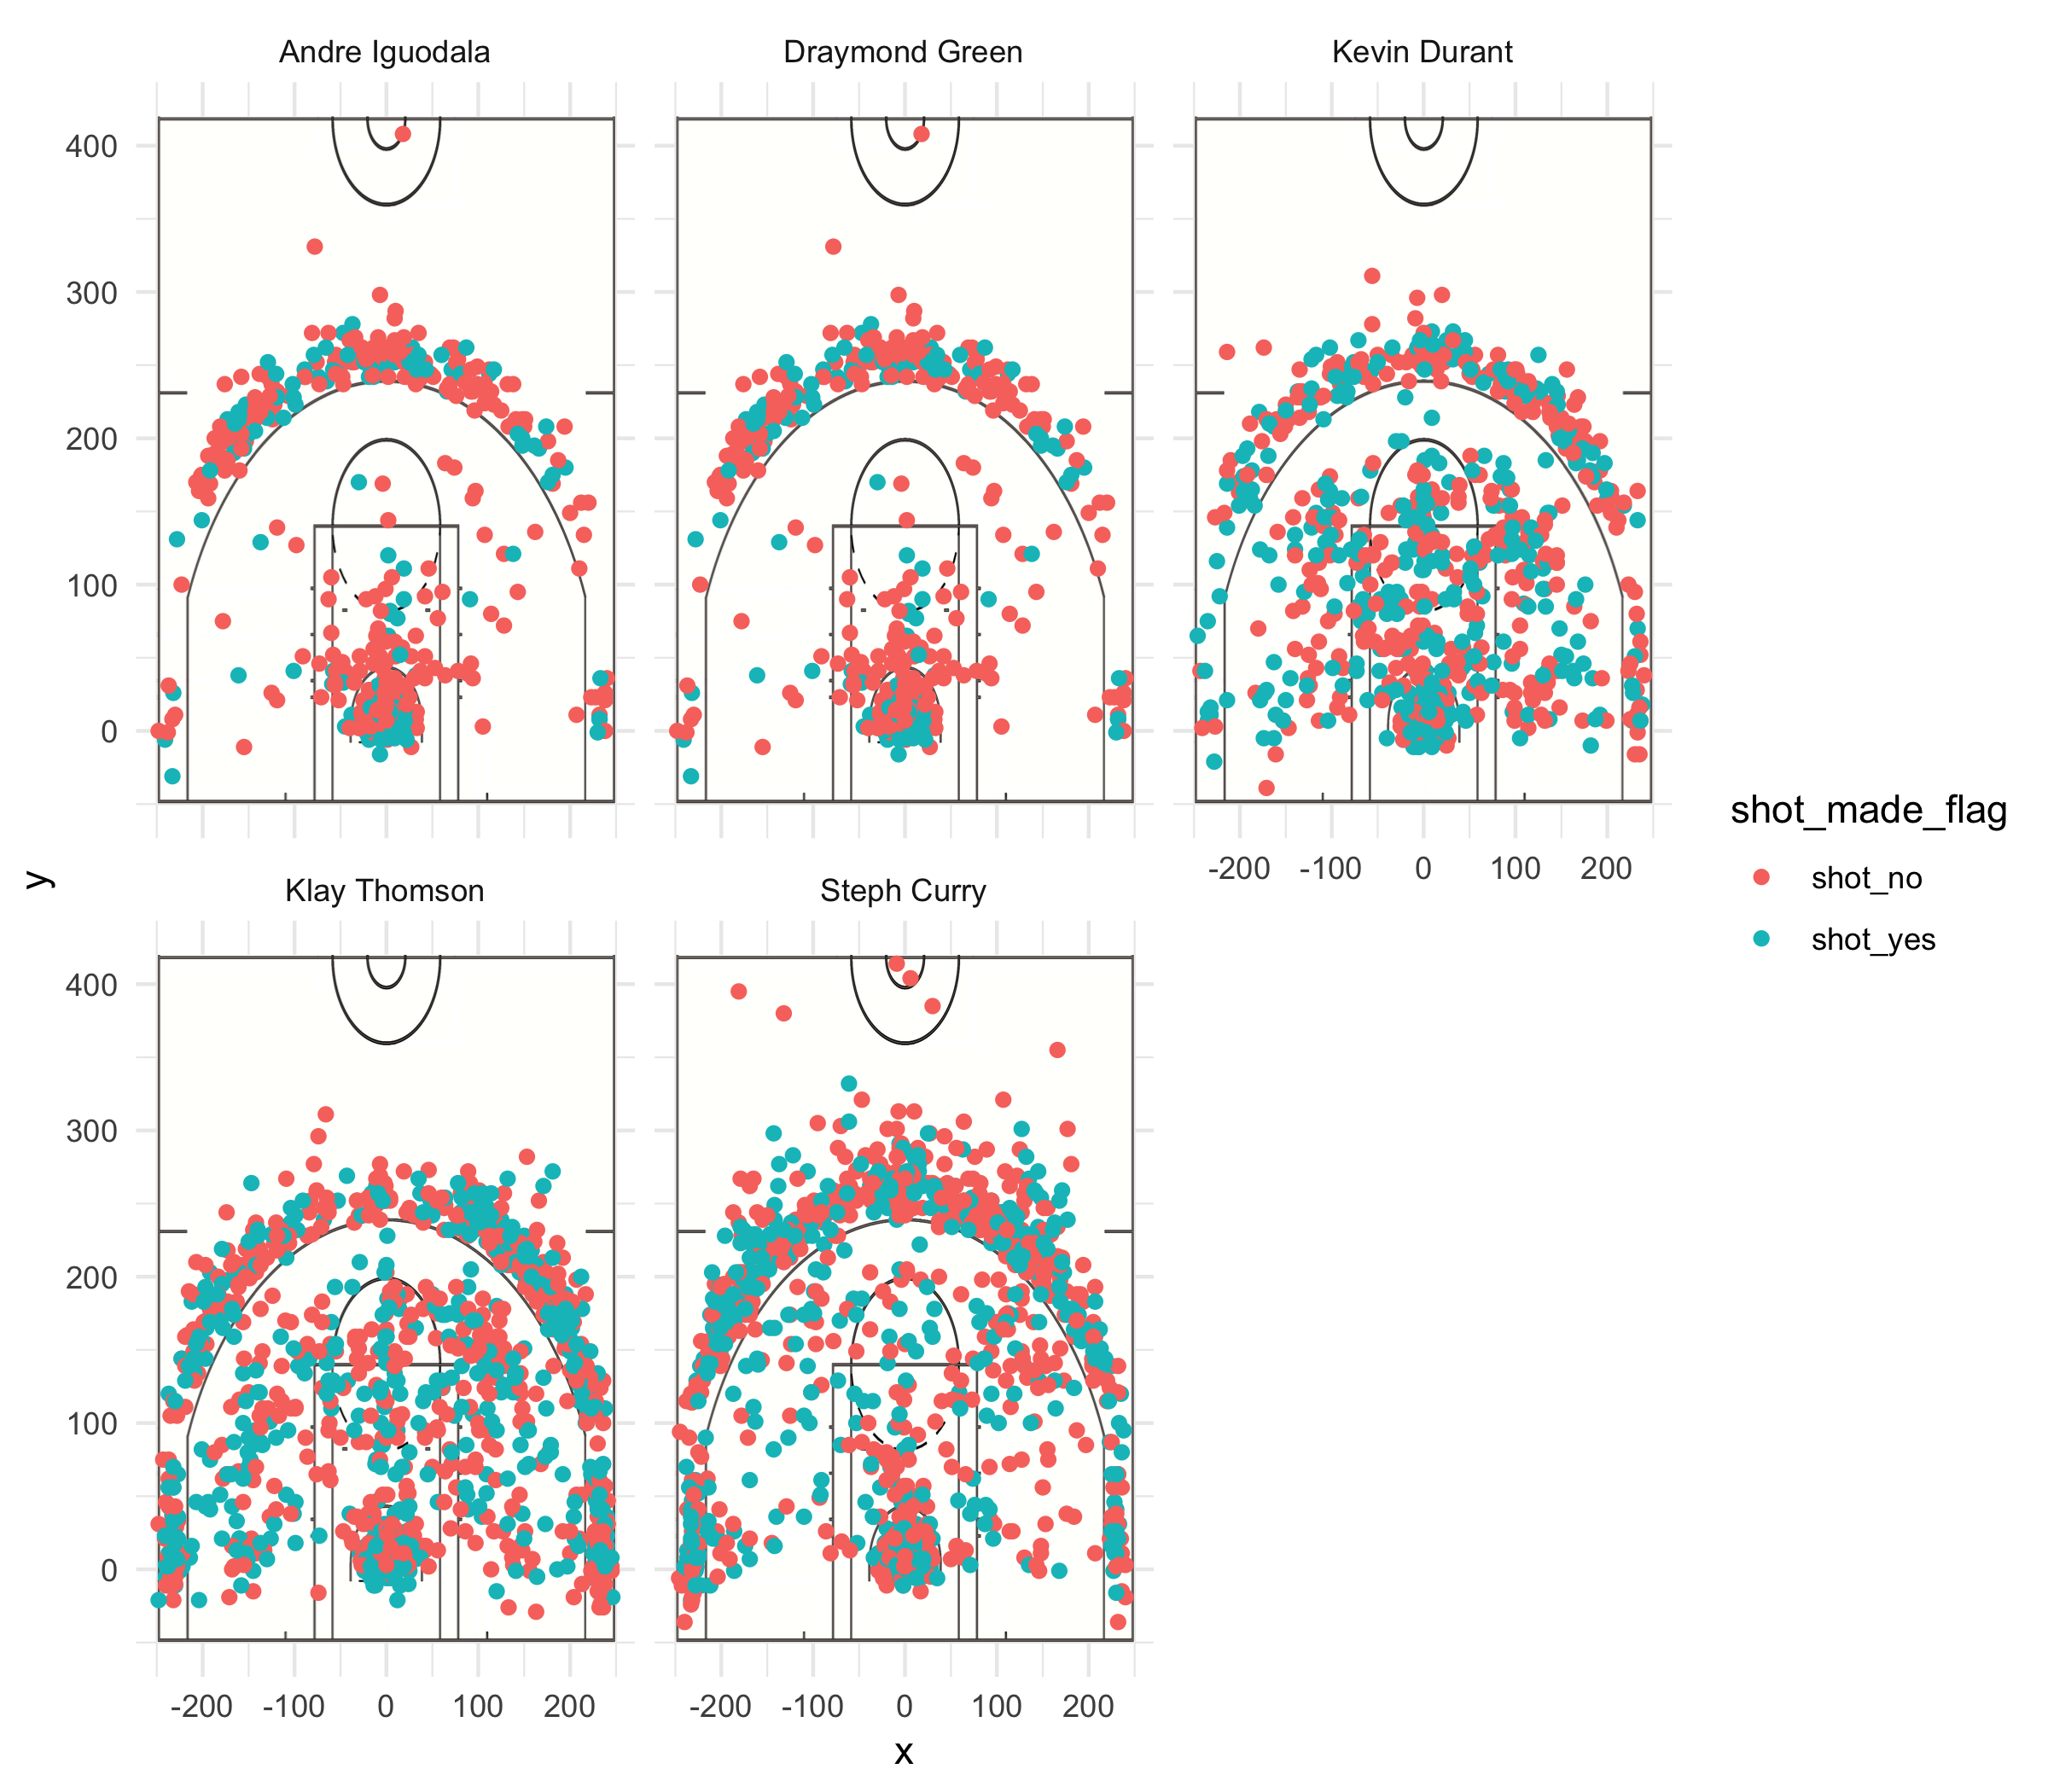 Andre Iguodala
Draymond Green
Kevin Durant
400
300
200
100
0
-200 -100 0 100 200
Klay Thomson
Steph Curry
400
300
200
100
0
-200 -100 0 100 200
-200 -100 0 100 200
x
y
shot_made_flag
shot_no
shot_yes